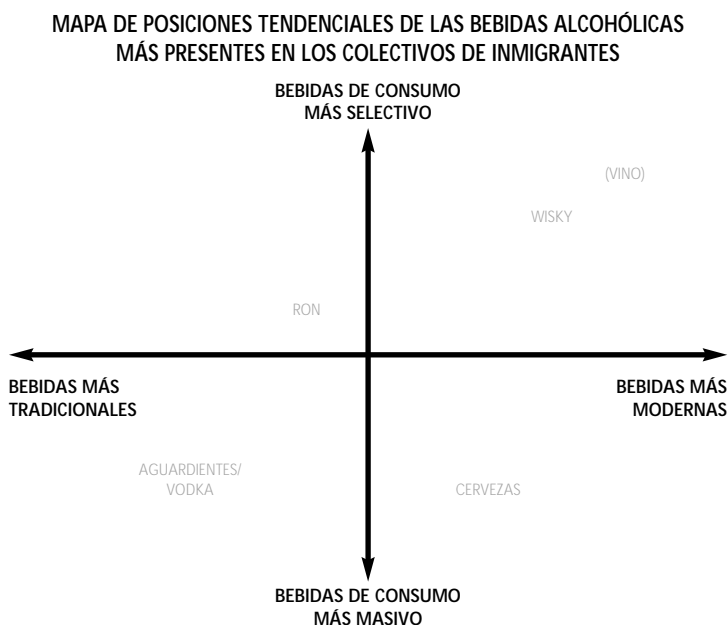 MAPA DE POSICIONES TENDENCIALES DE LAS BEBIDAS ALCOHÓLICAS
MÁS PRESENTES EN LOS COLECTIVOS DE INMIGRANTES
BEBIDAS DE CONSUMO
MÁS SELECTIVO
(VINO)
WISKY
RON
BEBIDAS MÁS
TRADICIONALES
BEBIDAS MÁS
MODERNAS
AGUARDIENTES/
VODKA
CERVEZAS
BEBIDAS DE CONSUMO
MÁS MASIVO